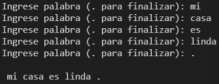 Ingrese palabra (. para finalizar): mi
Ingrese palabra (. para finalizar): casa
Ingrese palabra (. para finalizar): es
Ingrese palabra (. para finalizar): linda
Ingrese palabra (. para finalizar): .
mi casa es linda .